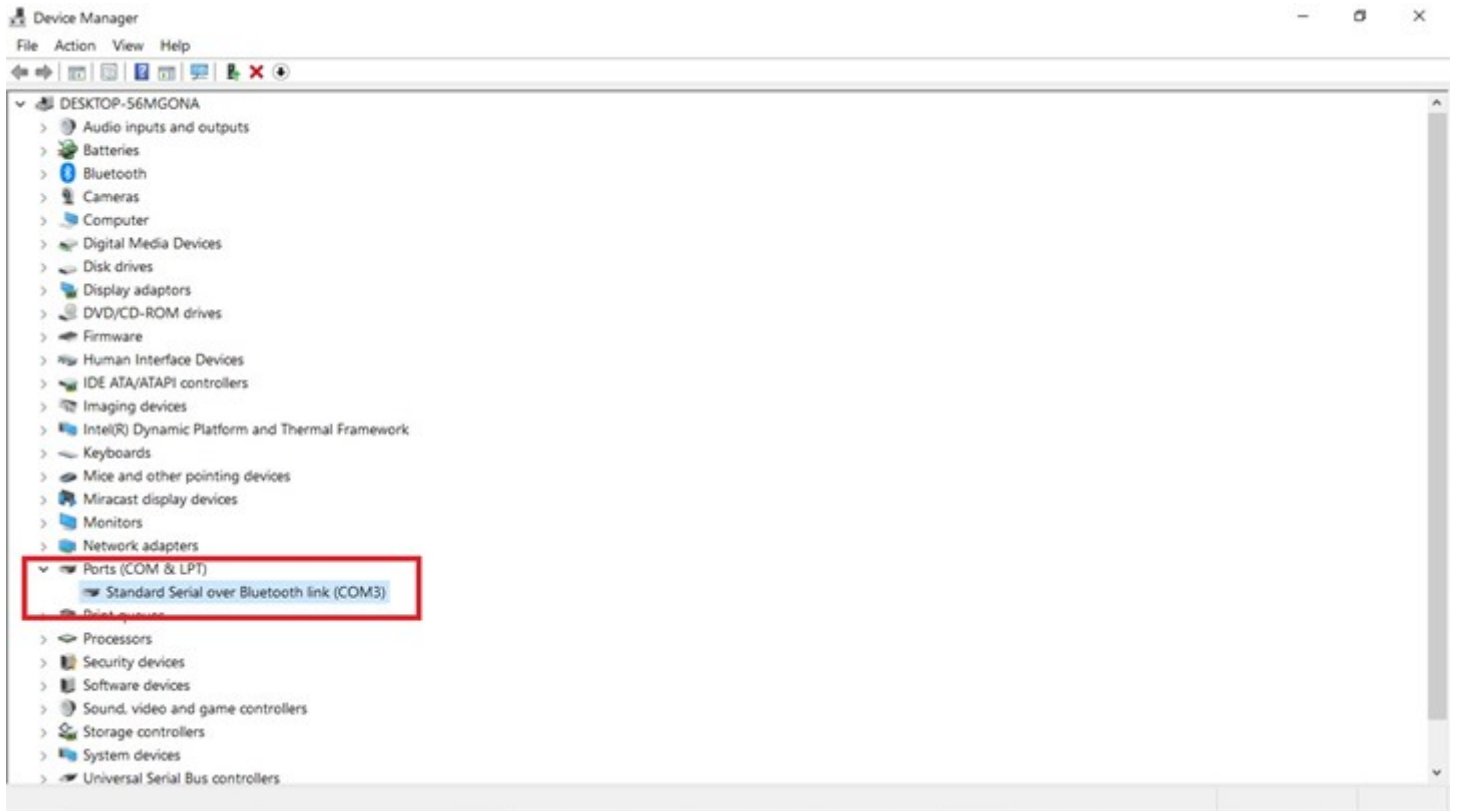 Device Manager
File Action View Help
DESKTOP-56MGONA
Audio inputs and outputs
Batteries
Bluetooth
Cameras
Computer
Digital Media Devices
Disk drives
Display adaptors
DVD/CD-ROM drives
Firmware
Human Interface Devices
IDE ATA/ATAPI controllers
Imaging devices
Intel(R) Dynamic Platform and Thermal Framework
Keyboards
Mice and other pointing devices
Miracast display devices
Monitors
Network adapters
Ports (COM & LPT)
Standard Serial over Bluetooth link (COM3)
Print queues
Processors
Security devices
Software devices
Sound, video and game controllers
Storage controllers
System devices
Universal Serial Bus controllers